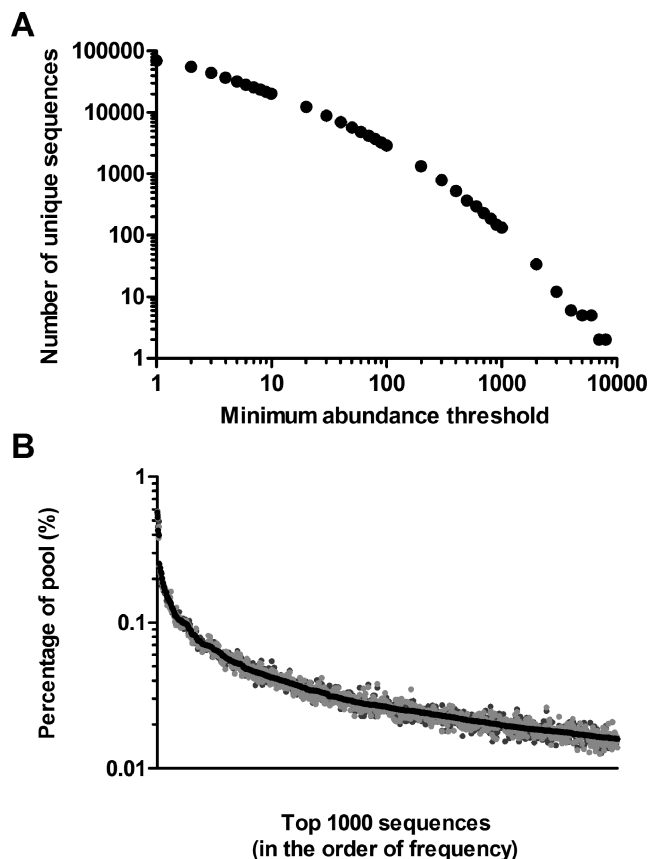 A
Number of unique sequences
100000
10000
1000
100
10
1
1 10 100 1000 10000
Minimum abundance threshold
B
Percentage of pool (%)
1
0.1
0.01
Top 1000 sequences
(in the order of frequency)